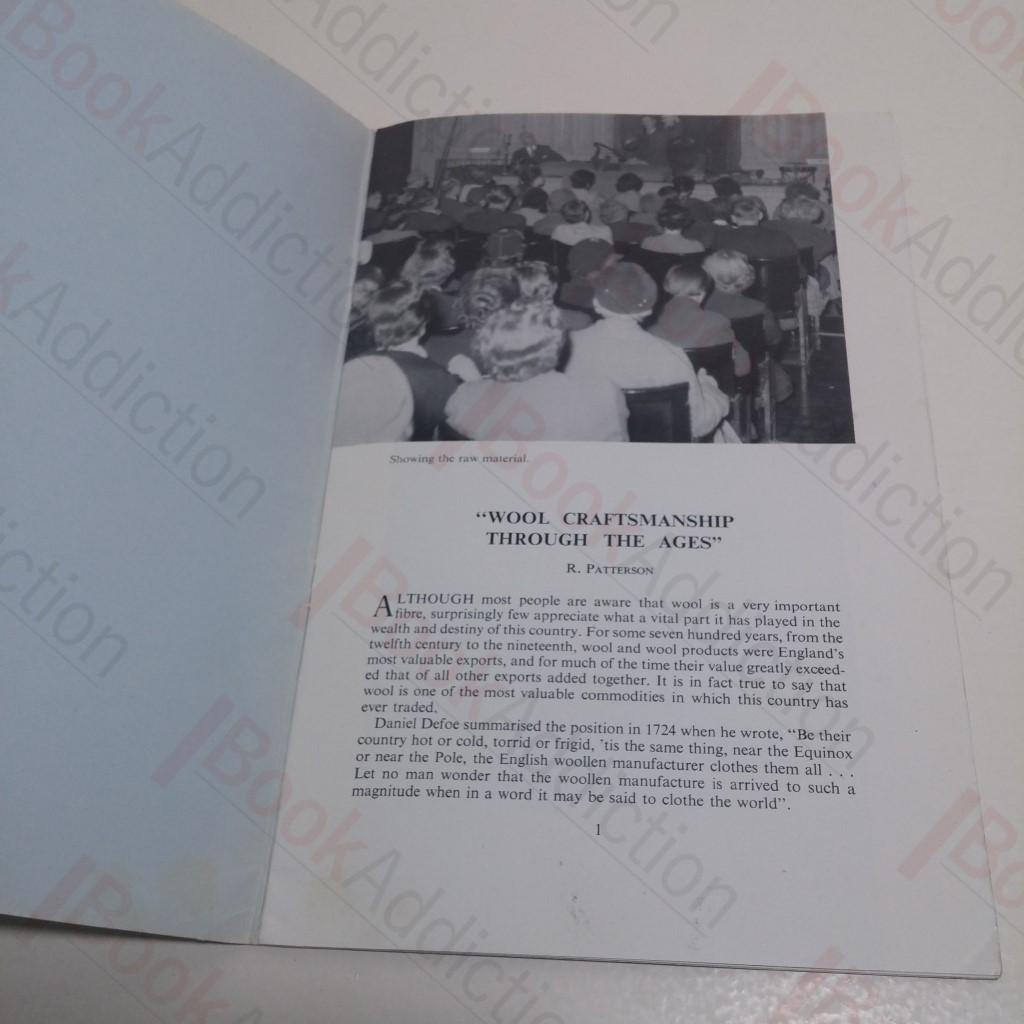 Showing the raw material.
“WOOL CRAFTSMANSHIP
THROUGH THE AGES”
R. PATTERSON
ALTHOUGH most people are aware that wool is a very important
fibre, surprisingly few appreciate what a vital part it has played in the
wealth and destiny of this country. For some seven hundred years, from the
twelfth century to the nineteenth, wool and wool products were England’s
most valuable exports, and for much of the time their value greatly exceed-
ed that of all other exports added together. It is in fact true to say that
wool is one of the most valuable commodities in which this country has
ever traded.
Daniel Defoe summarised the position in 1724 when he wrote, “Be their
country hot or cold, torrid or frigid, ’tis the same thing, near the Equinox
or near the Pole, the English woollen manufacturer clothes them all . . .
Let no man wonder that the woollen manufacture is arrived to such a
magnitude when in a word it may be said to clothe the world”.
1
BookAddiction